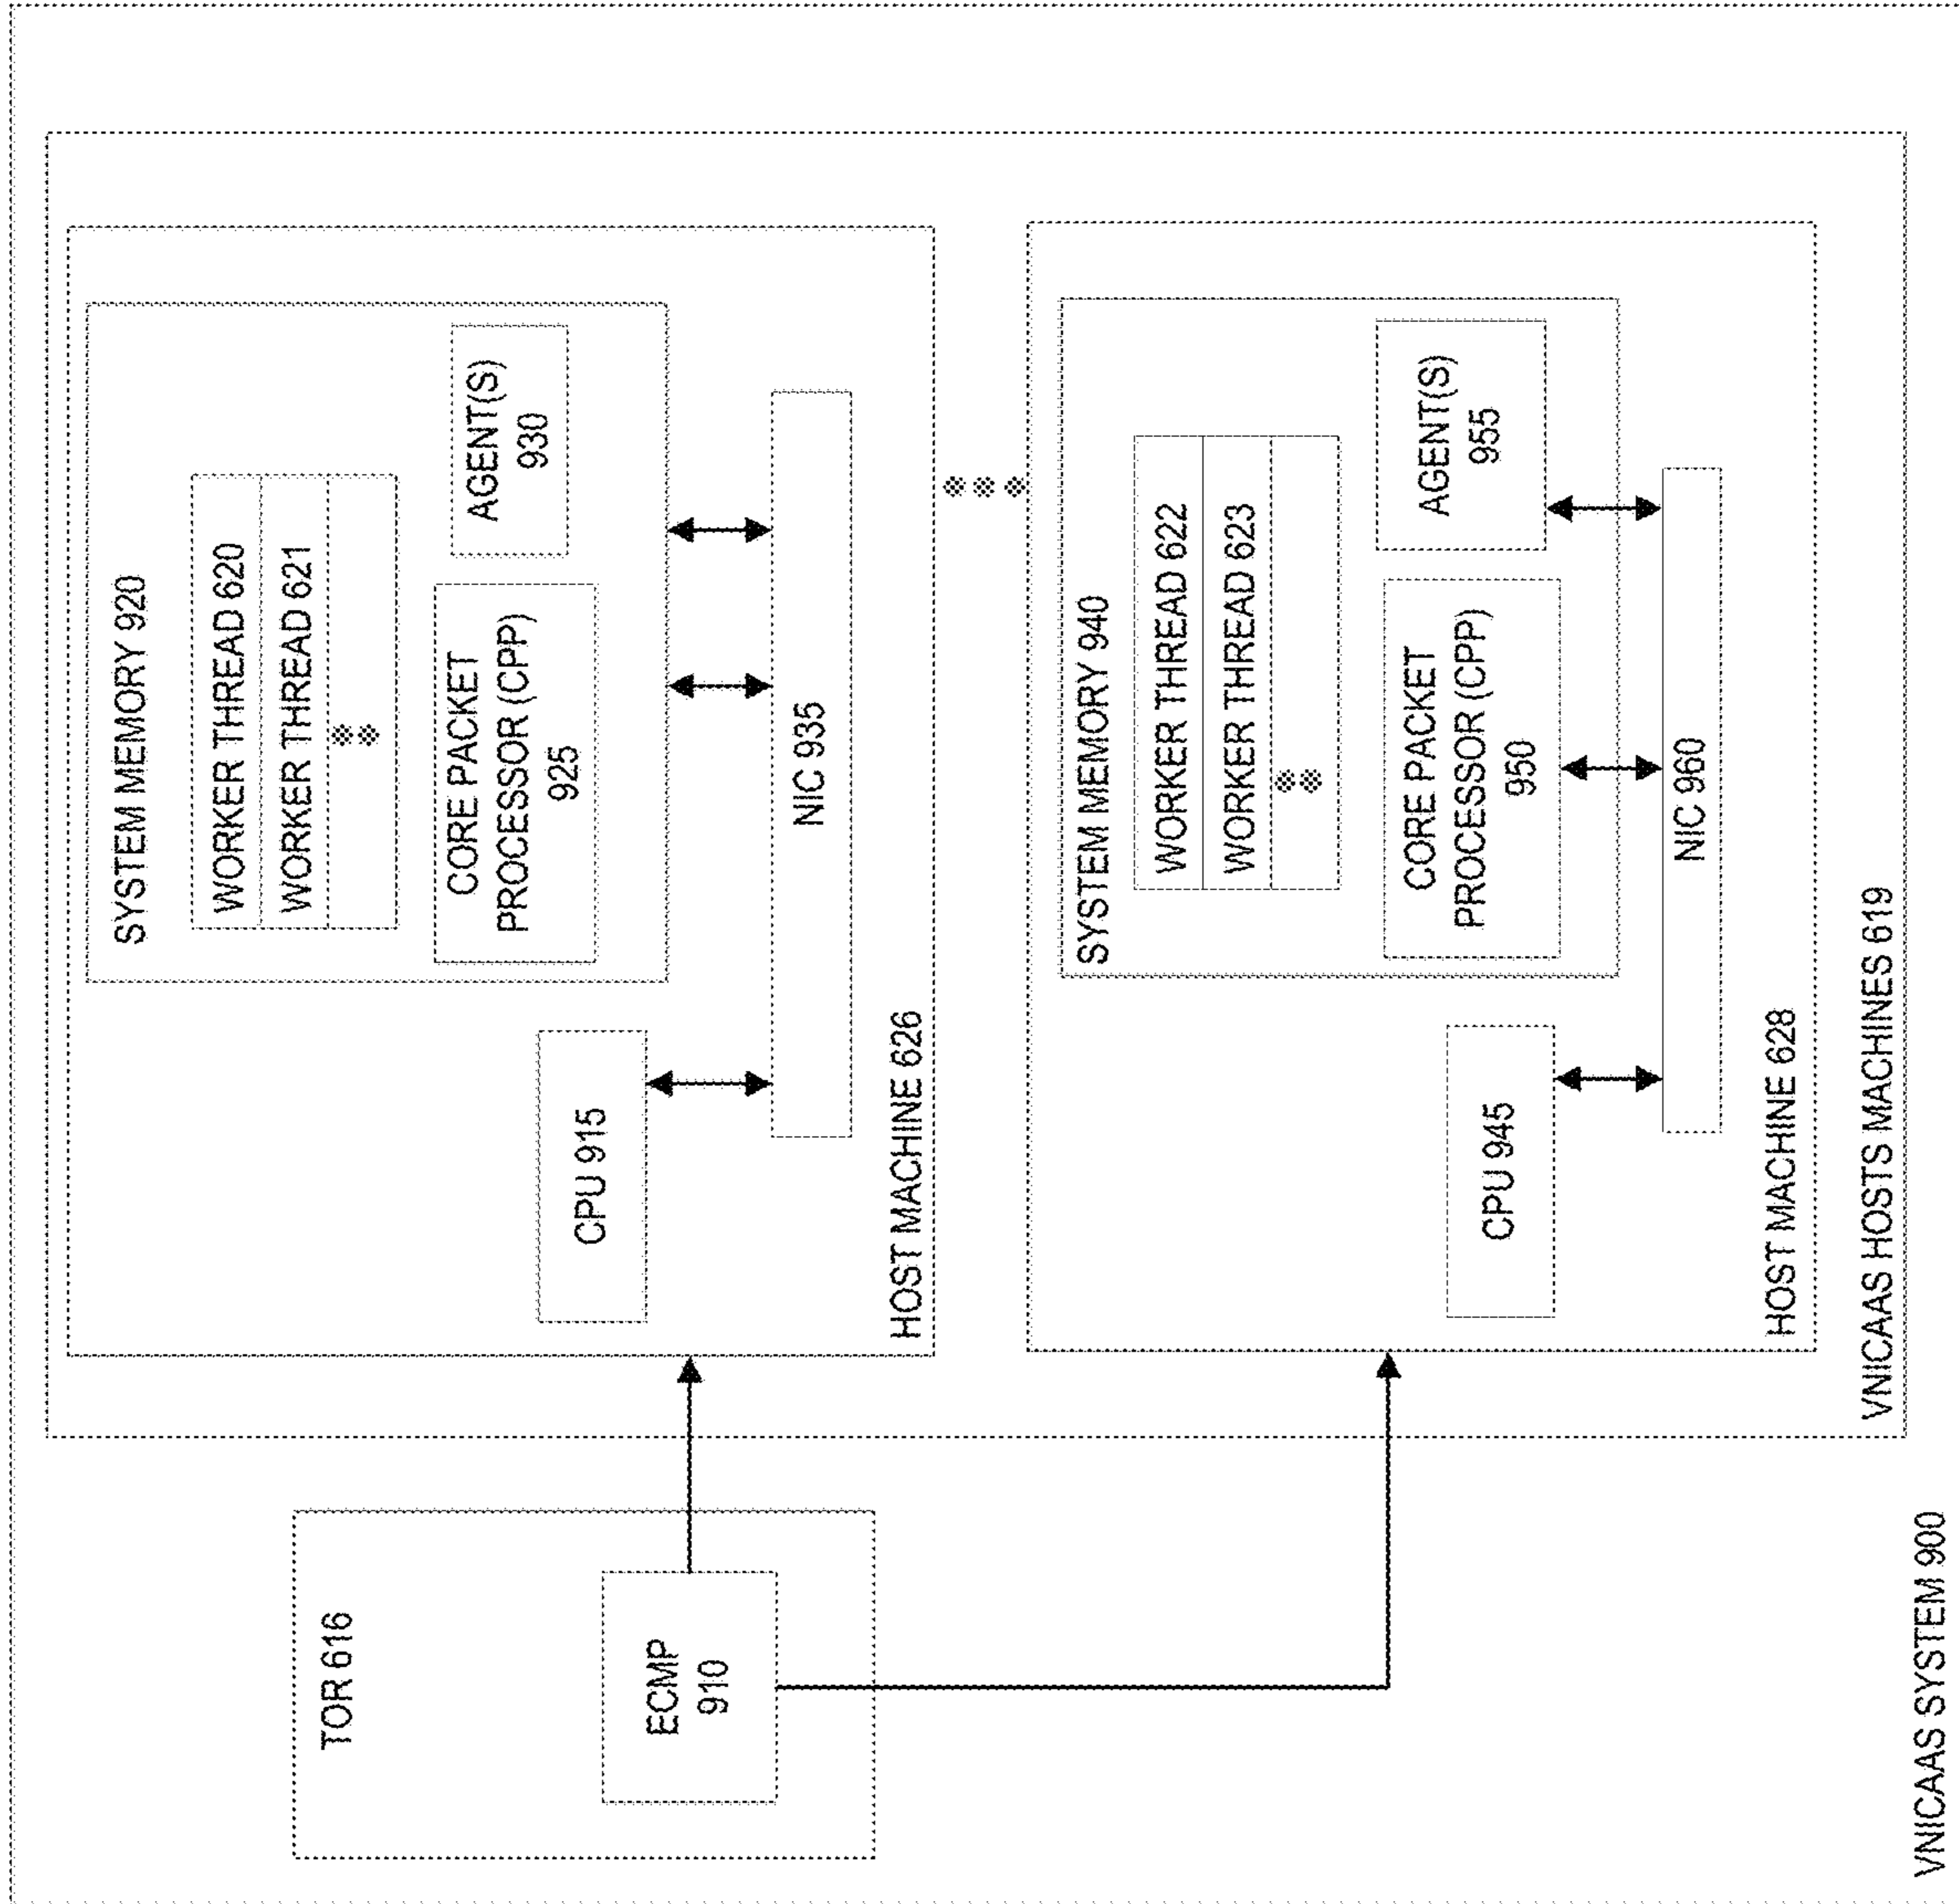 TOR 616
ECMP
910
SYSTEM MEMORY 920
WORKER THREAD 620
WORKER THREAD 621
CORE PACKET
PROCESSOR (CPP)
925
AGENT(S)
930
CPU 915
NIC 935
HOST MACHINE 626
SYSTEM MEMORY 940
WORKER THREAD 622
WORKER THREAD 623
CORE PACKET
PROCESSOR (CPP)
950
AGENT(S)
955
CPU 945
NIC 960
HOST MACHINE 628
VNICAAS HOSTS MACHINES 619
VNICAAS SYSTEM 900